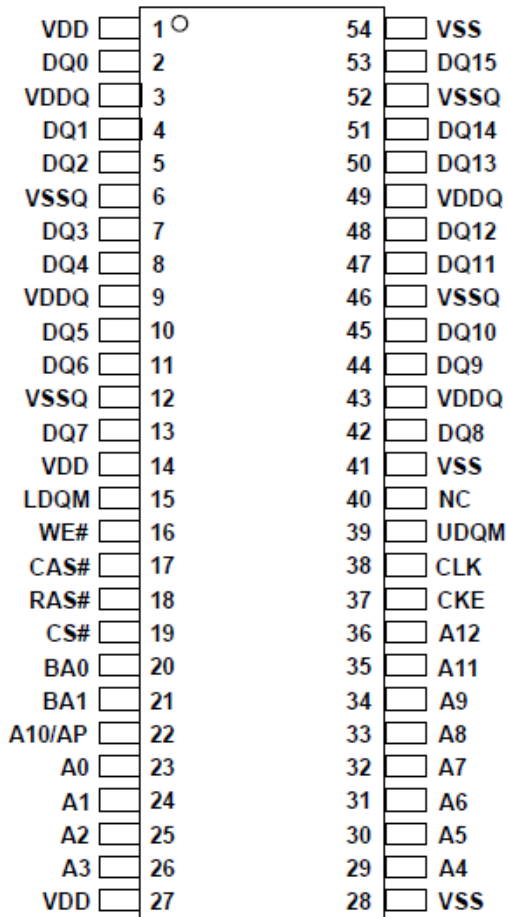 VDD 1 54 VSS
DQ0 2 53 DQ15
VDDQ 3 52 VSSQ
DQ1 4 51 DQ14
DQ2 5 50 DQ13
VSSQ 6 49 VDDQ
DQ3 7 48 DQ12
DQ4 8 47 DQ11
VDDQ 9 46 VSSQ
DQ5 10 45 DQ10
DQ6 11 44 DQ9
VSSQ 12 43 VDDQ
DQ7 13 42 DQ8
VDD 14 41 VSS
LDQM 15 40 NC
WE# 16 39 UDQM
CAS# 17 38 CLK
RAS# 18 37 CKE
CS# 19 36 A12
BA0 20 35 A11
BA1 21 34 A9
A10/AP 22 33 A8
A0 23 32 A7
A1 24 31 A6
A2 25 30 A5
A3 26 29 A4
VDD 27 28 VSS